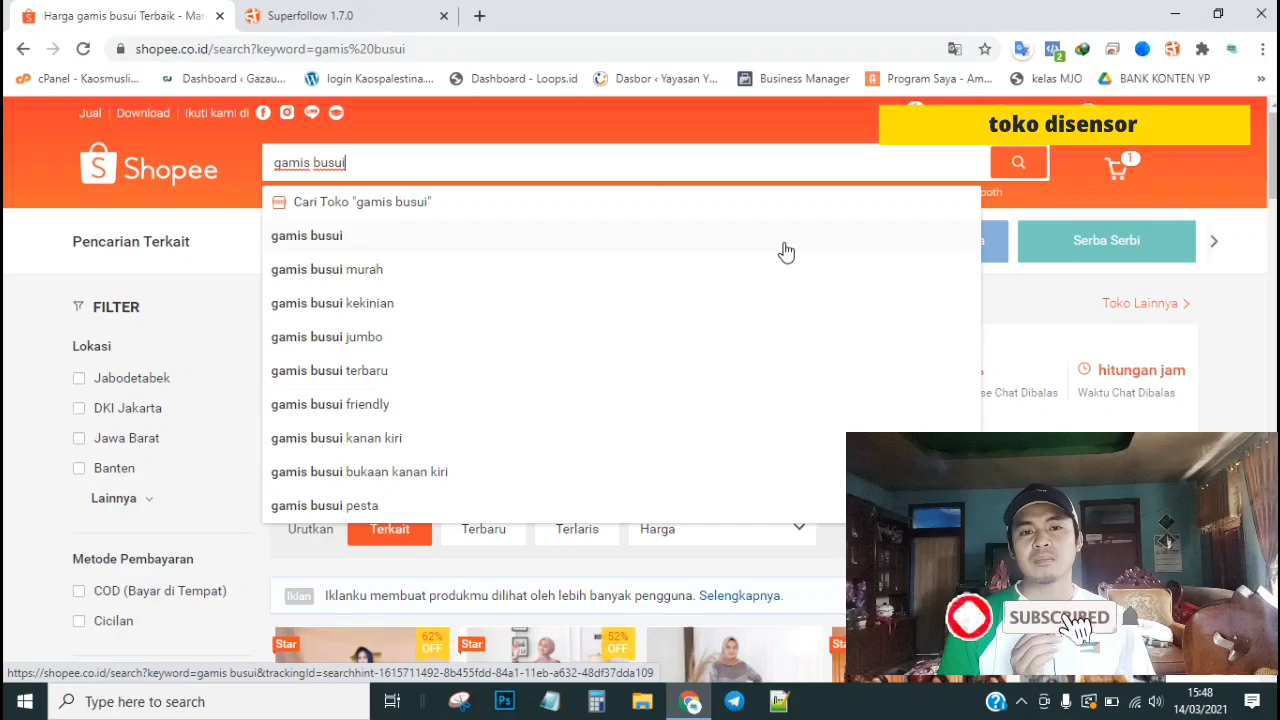 Harga gamis busui Terbaik - Mar
Superfollow 1.7.0
shopee.co.id/search?keyword=gamis%20busui
2
cPanel - Kaosmusli...
Dashboard ‹ Gazau...
login Kaospalestina...
Dashboard - Loops.id
Dasbor ‹ Yayasan Y...
Business Manager
Program Saya - Am...
kelas MJO
BANK KONTEN YP
Jual
Download
Ikuti kami di
toko disensor
Shopee
gamis busui
1
Cari Toko "gamis busui"
gamis busui
gamis busui murah
gamis busui kekinian
gamis busui jumbo
gamis busui terbaru
gamis busui friendly
gamis busui kanan kiri
gamis busui bukaan kanan kiri
gamis busui pesta
Pencarian Terkait
Serba Serbi
Toko Lainnya
FILTER
Lokasi
Jabodetabek
DKI Jakarta
Jawa Barat
Banten
Lainnya
hitungan jam
se Chat Dibalas
Waktu Chat Dibalas
Urutkan
Terkait
Terbaru
Terlaris
Harga
Metode Pembayaran
COD (Bayar di Tempat)
Cicilan
Iklan
Iklanku membuat produkmu dilihat oleh lebih banyak pengguna. Selengkapnya.
Star
62%
OFF
Star
52%
OFF
SUBSCRIBED
https://shopee.co.id/search?keyword=gamis busui&trackingId=searchhint-1615711492-8b455fdd-84a1-11eb-a632-48df37dda109
Type here to search
Ps
15:48
14/03/2021